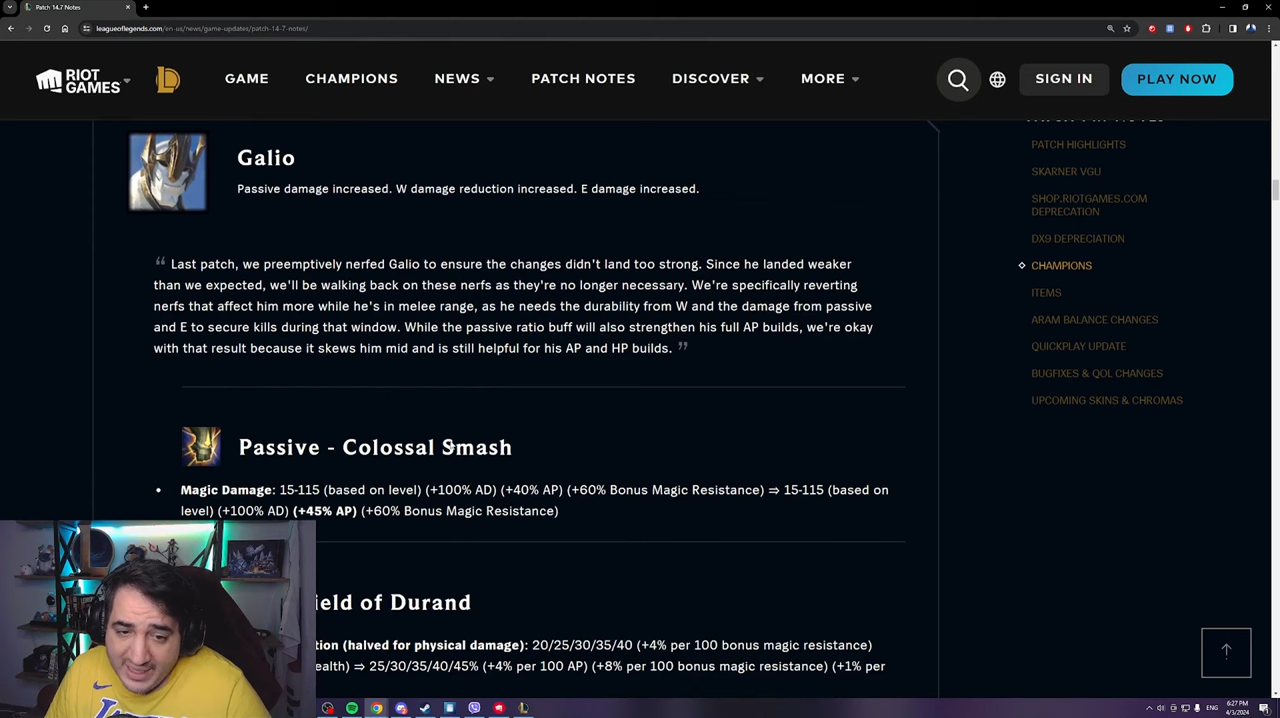 Patch 14.7 Notes
leagueoflegends.com/en-us/news/game-updates/patch-14-7-notes/
RIOT GAMES
GAME
CHAMPIONS
NEWS
PATCH NOTES
DISCOVER
MORE
SIGN IN
PLAY NOW
Galio
Passive damage increased. W damage reduction increased. E damage increased.
“ Last patch, we preemptively nerfed Galio to ensure the changes didn't land too strong. Since he landed weaker
than we expected, we'll be walking back on these nerfs as they're no longer necessary. We're specifically reverting
nerfs that affect him more while he's in melee range, as he needs the durability from W and the damage from passive
and E to secure kills during that window. While the passive ratio buff will also strengthen his full AP builds, we're okay
with that result because it skews him mid and is still helpful for his AP and HP builds. ”
Passive - Colossal Smash
• Magic Damage: 15-115 (based on level) (+100% AD) (+40% AP) (+60% Bonus Magic Resistance) ⇒ 15-115 (based on
level) (+100% AD) (+45% AP) (+60% Bonus Magic Resistance)
ield of Durand
tion (halved for physical damage): 20/25/30/35/40 (+4% per 100 bonus magic resistance)
ealth) ⇒ 25/30/35/40/45% (+4% per 100 AP) (+8% per 100 bonus magic resistance) (+1% per
PATCH HIGHLIGHTS
SKARNER VGU
SHOP.RIOTGAMES.COM
DEPRECATION
DX9 DEPRECIATION
CHAMPIONS
ITEMS
ARAM BALANCE CHANGES
QUICKPLAY UPDATE
BUGFIXES & QOL CHANGES
UPCOMING SKINS & CHROMAS
ENG
6:27 PM
4/3/2024